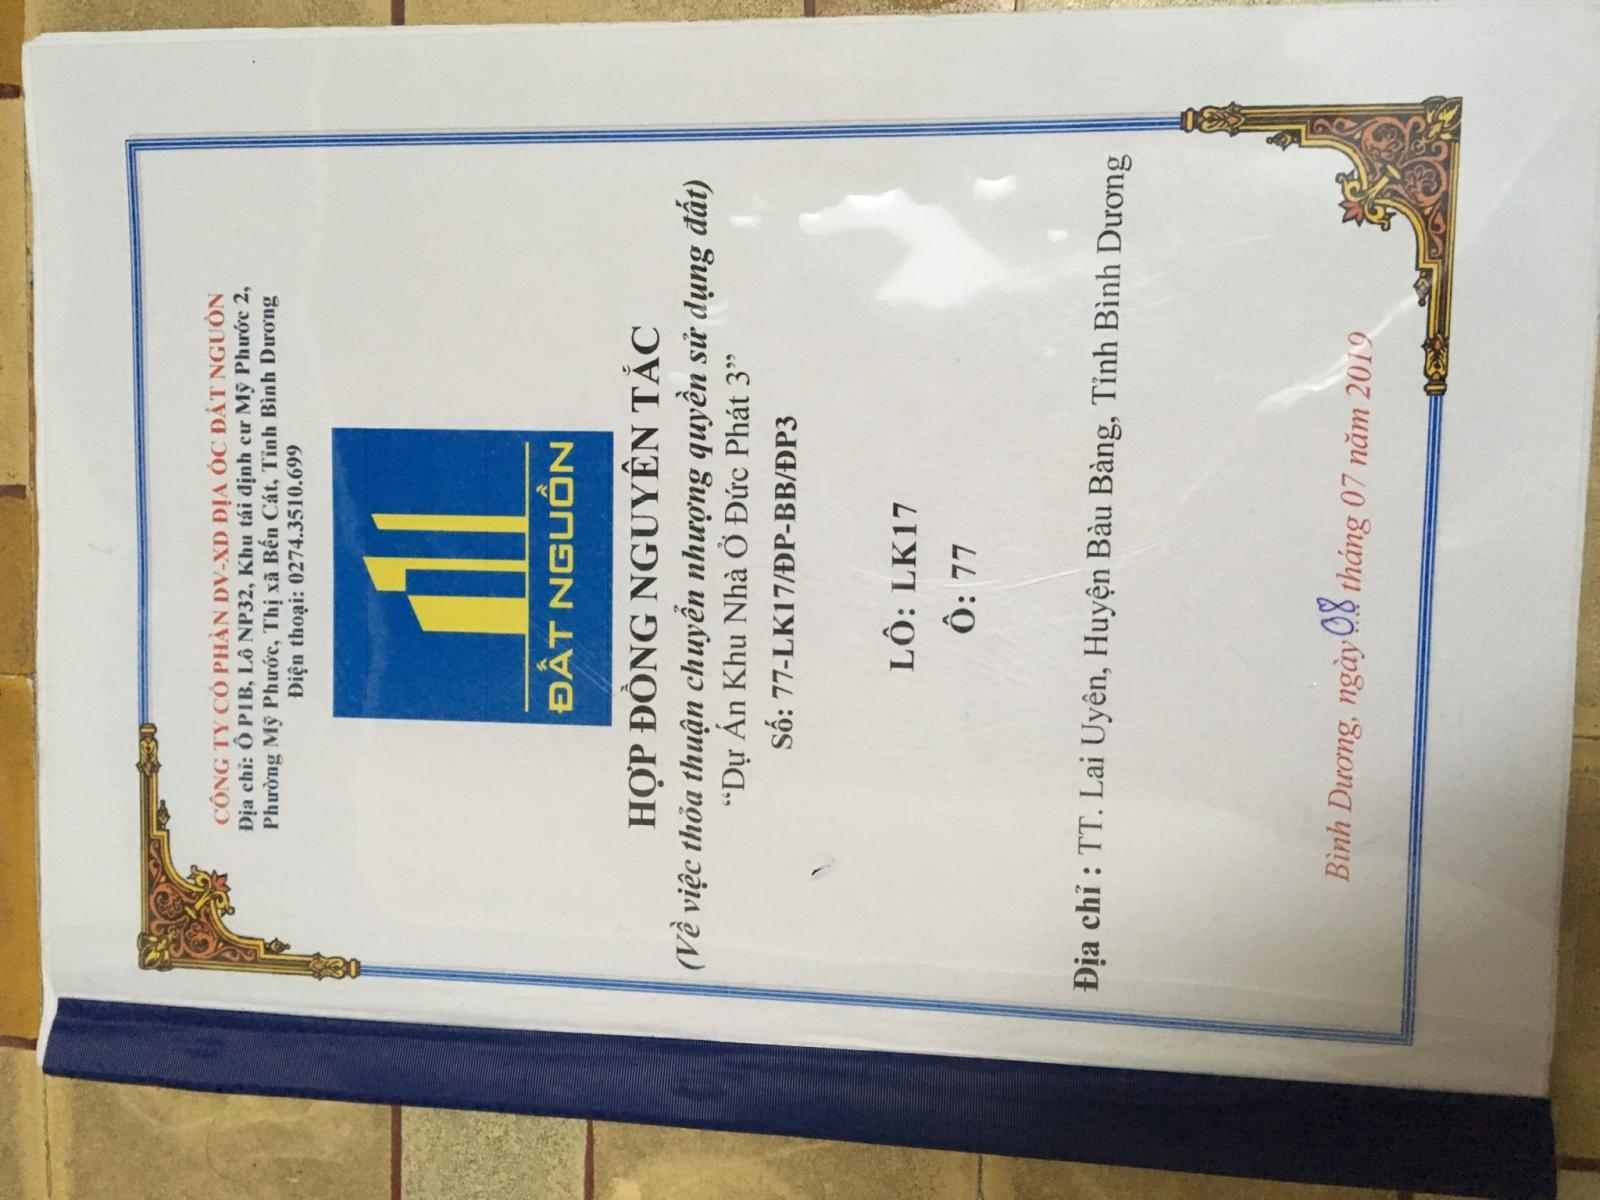 CÔNG TY CỔ PHẦN DV-XD ĐỊA ỐC ĐẤT NGUỒN
Địa chỉ: Ô P1B, Lô NP32, Khu tái định cư Mỹ Phước 2,
Phường Mỹ Phước, Thị xã Bến Cát, Tỉnh Bình Dương
Điện thoại: 0274.3510.699
ĐẤT NGUỒN
HỢP ĐỒNG NGUYÊN TẮC
(Về việc thỏa thuận chuyển nhượng quyền sử dụng đất)
“Dự Án Khu Nhà Ở Đức Phát 3”
Số: 77-LK17/ĐP-BB/ĐP3
LÔ: LK17
Ô: 77
Địa chỉ : TT. Lai Uyên, Huyện Bàu Bàng, Tỉnh Bình Dương
Bình Dương, ngày 08 tháng 07 năm 2019